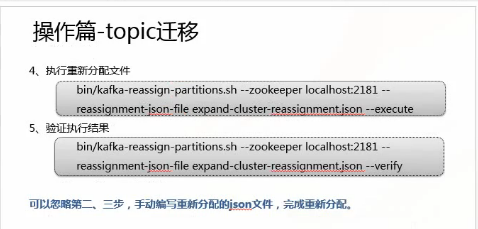 操作篇-topic迁移
4、执行重新分配文件
bin/kafka-reassign-partitions.sh --zookeeper localhost:2181 --
reassignment-json-file expand-cluster-reassignment.json --execute
5、验证执行结果
bin/kafka-reassign-partitions.sh --zookeeper localhost:2181 --
reassignment-json-file expand-cluster-reassignment.json --verify
可以忽略第二、三步，手动编写重新分配的json文件，完成重新分配。